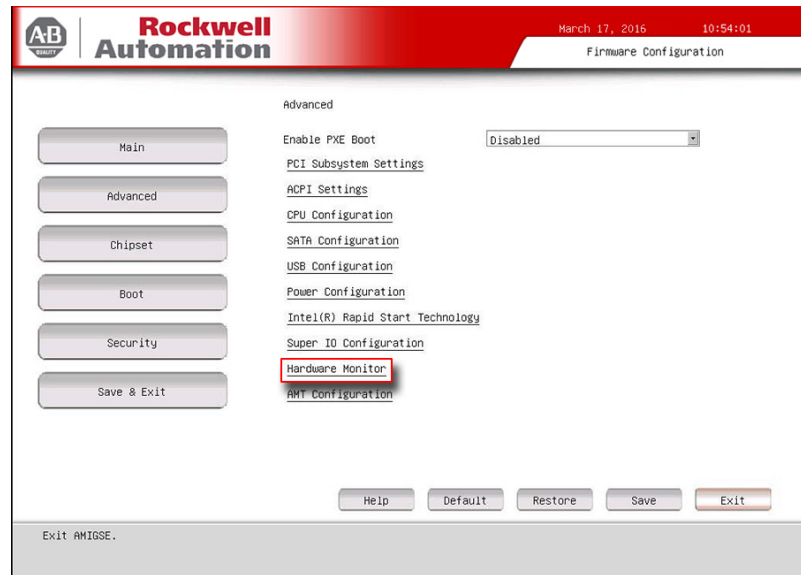 AB
QUALITY
Rockwell
Automation
March 17, 2016 10:54:01
Firmware Configuration
Advanced
Main
Advanced
Chipset
Boot
Security
Save & Exit
Enable PXE Boot Disabled
PCI Subsystem Settings
ACPI Settings
CPU Configuration
SATA Configuration
USB Configuration
Power Configuration
Intel(R) Rapid Start Technology
Super IO Configuration
Hardware Monitor
AMT Configuration
Help Default Restore Save Exit
Exit AMIGSE.